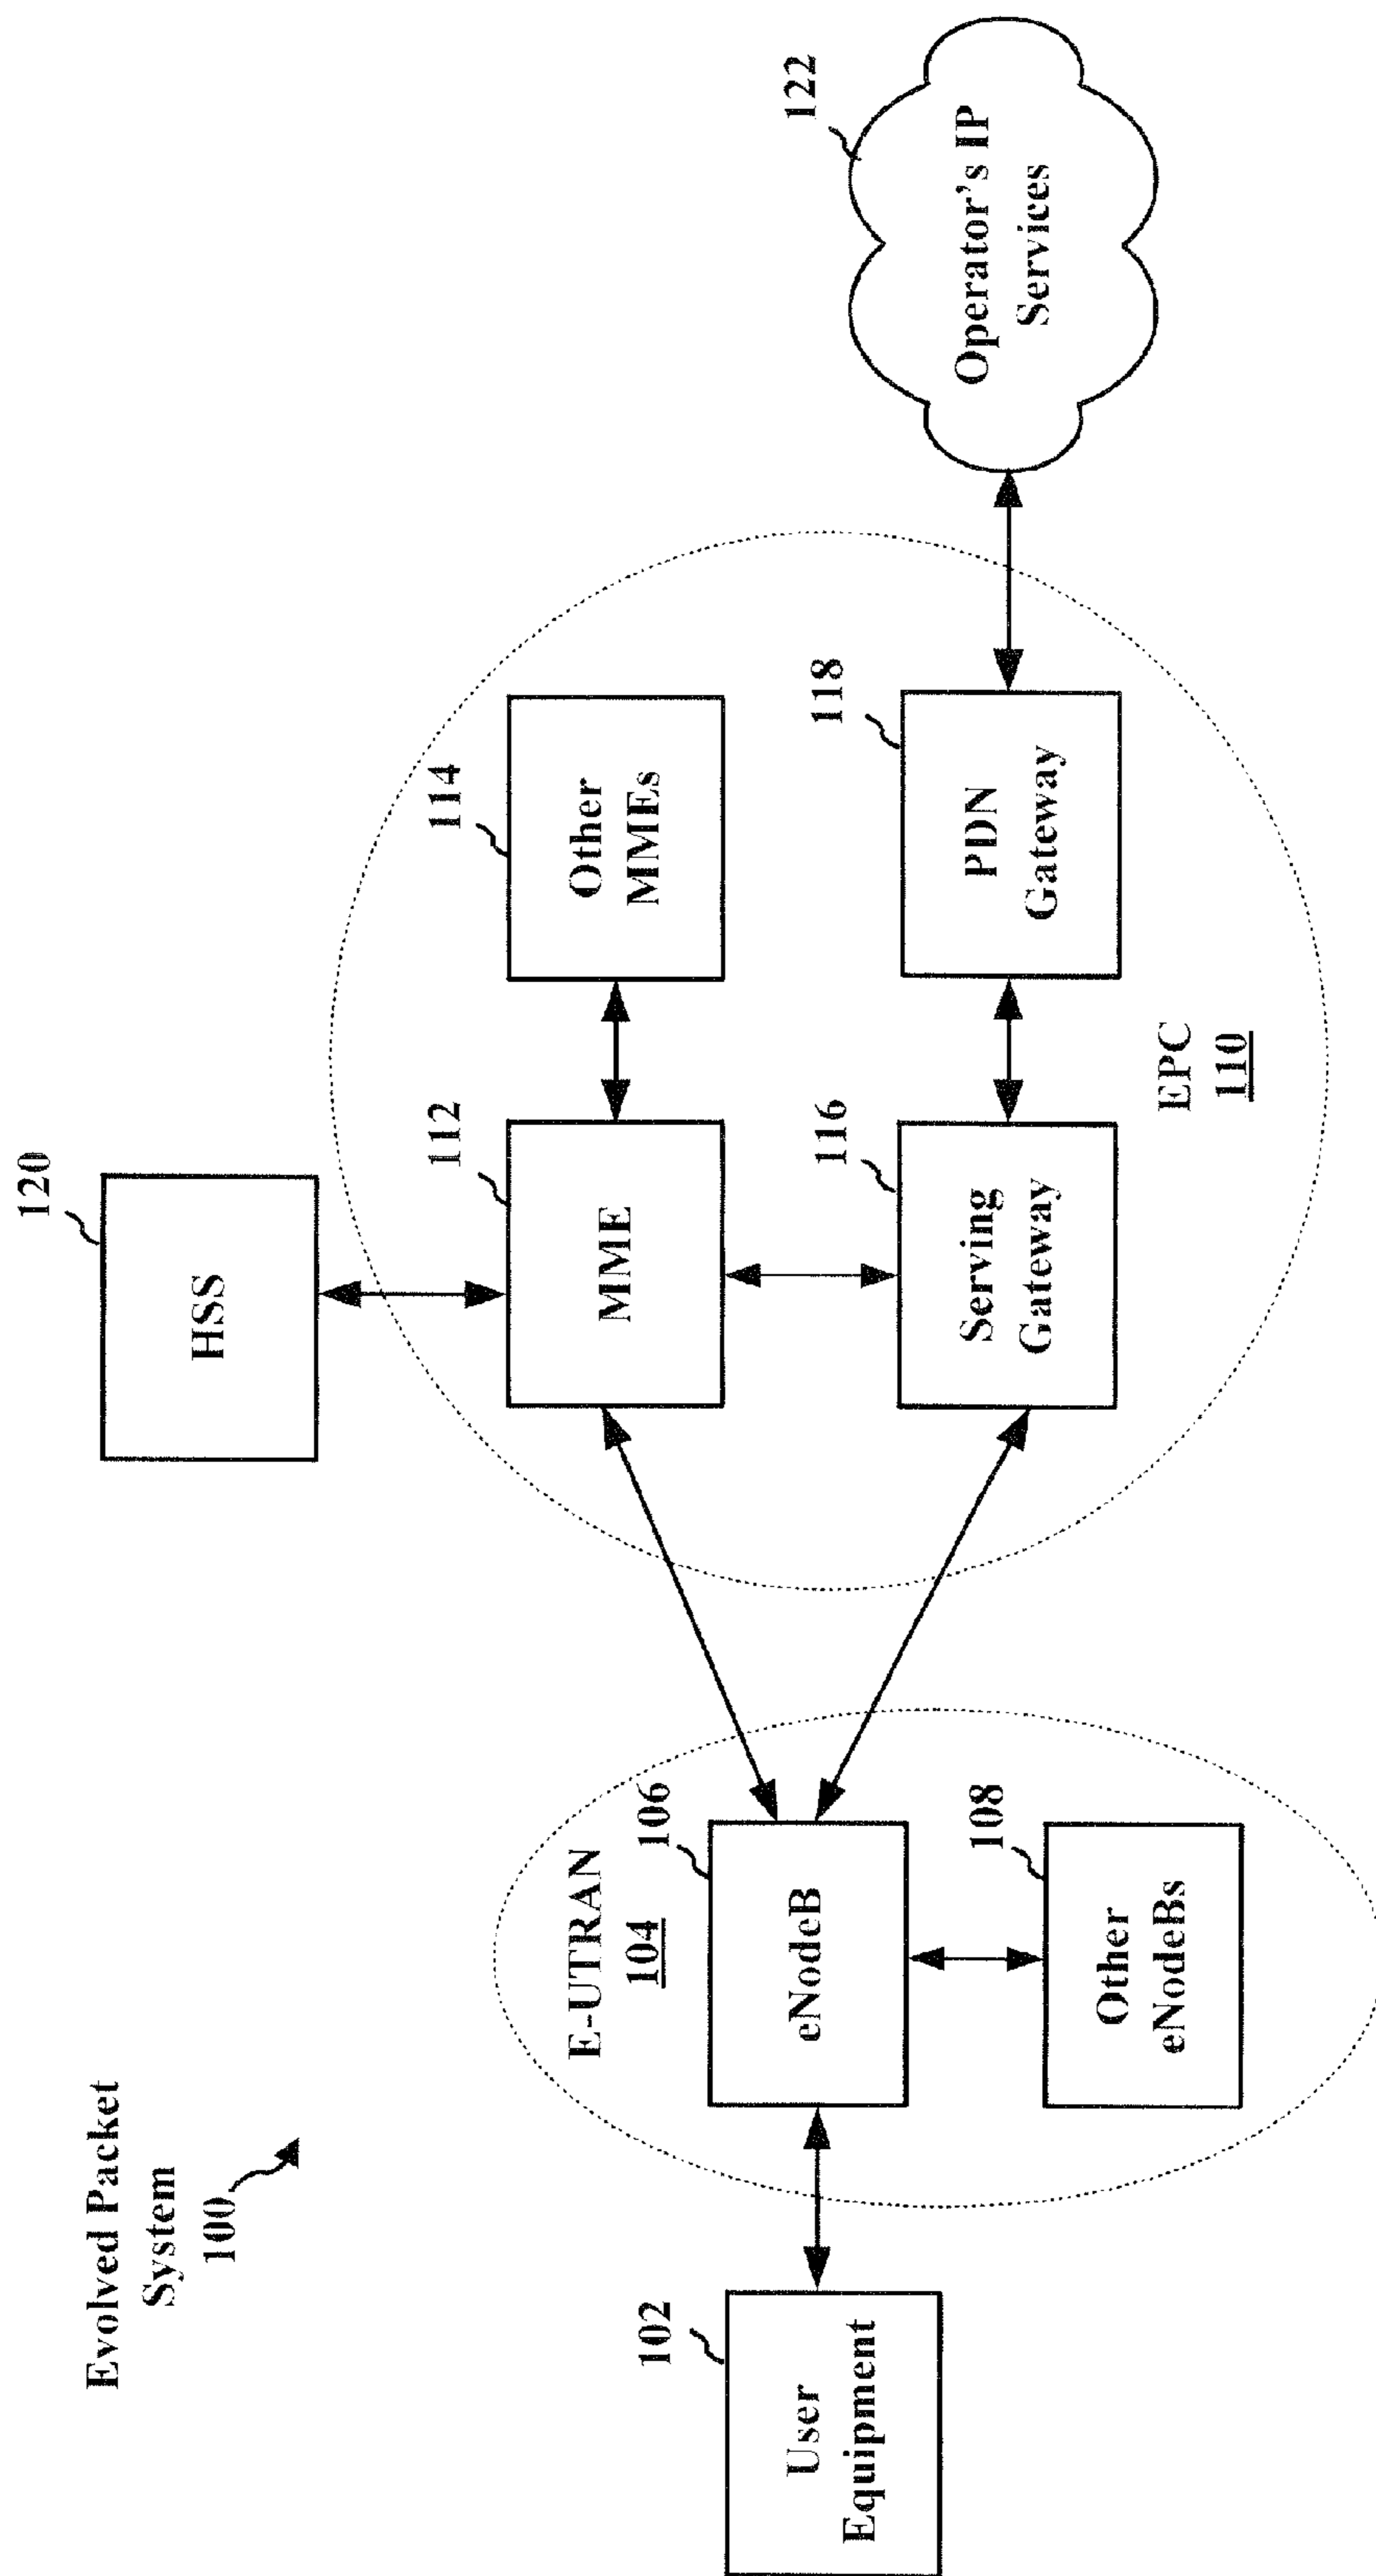 Evolved Packet
System
100
120
HSS
112
MME
114
Other
MMEs
122
Operator's IP
Services
118
PDN
Gateway
116
Serving
Gateway
EPC
110
E-UTRAN
104
106
eNodeB
108
Other
eNodeBs
102
User
Equipment